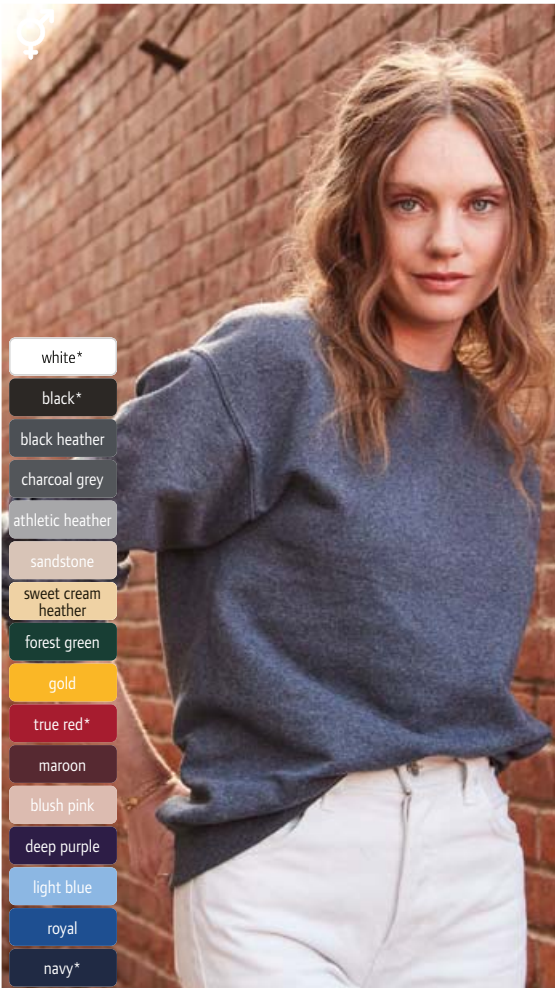 white*
black*
black heather
charcoal grey
athletic heather
sandstone
sweet cream
heather
forest green
gold
true red*
maroon
blush pink
deep purple
light blue
royal
navy*